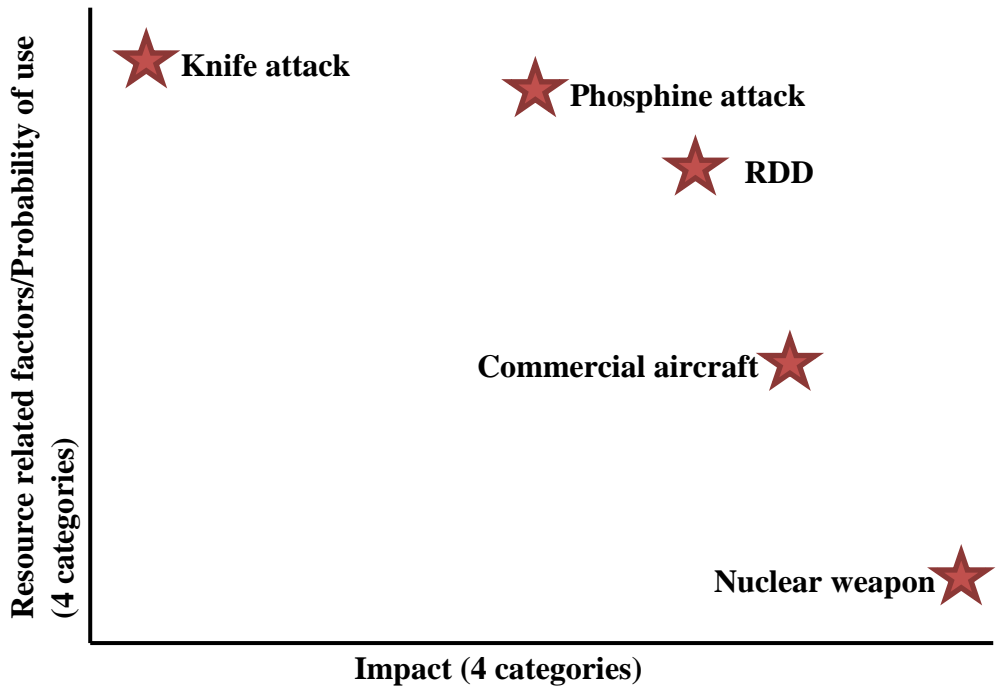 Resource related factors/Probability of use
(4 categories)
Knife attack
Phosphine attack
RDD
Commercial aircraft
Nuclear weapon
Impact (4 categories)